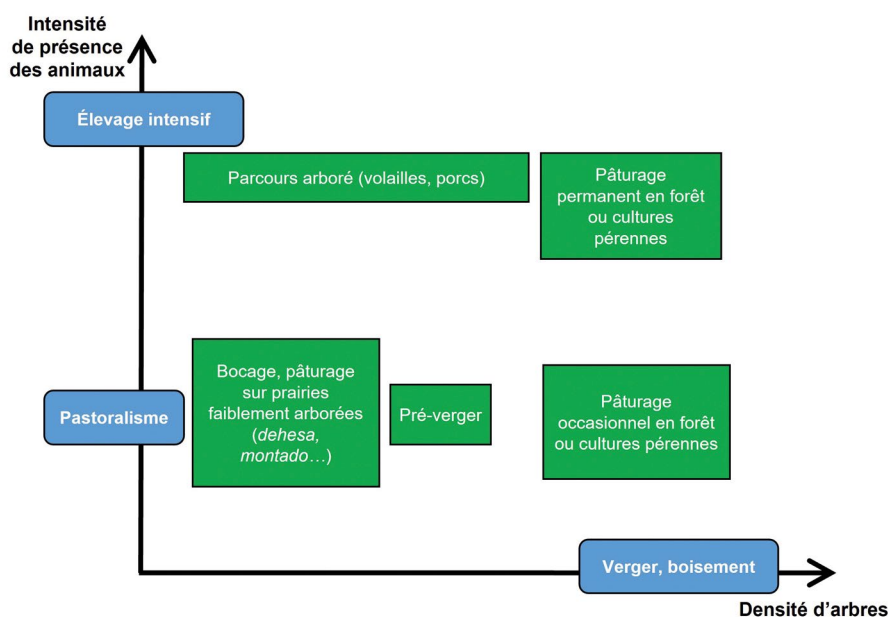 Intensité
de présence
des animaux
Élevage intensif
Parcours arboré (volailles, porcs)
Pâturage
permanent en forêt
ou cultures
pérennes
Bocage, pâturage
sur prairies
faiblement arborées
(dehesa,
montado…)
Pré-verger
Pâturage
occasionnel en forêt
ou cultures pérennes
Pastoralisme
Verger, boisement
Densité d’arbres